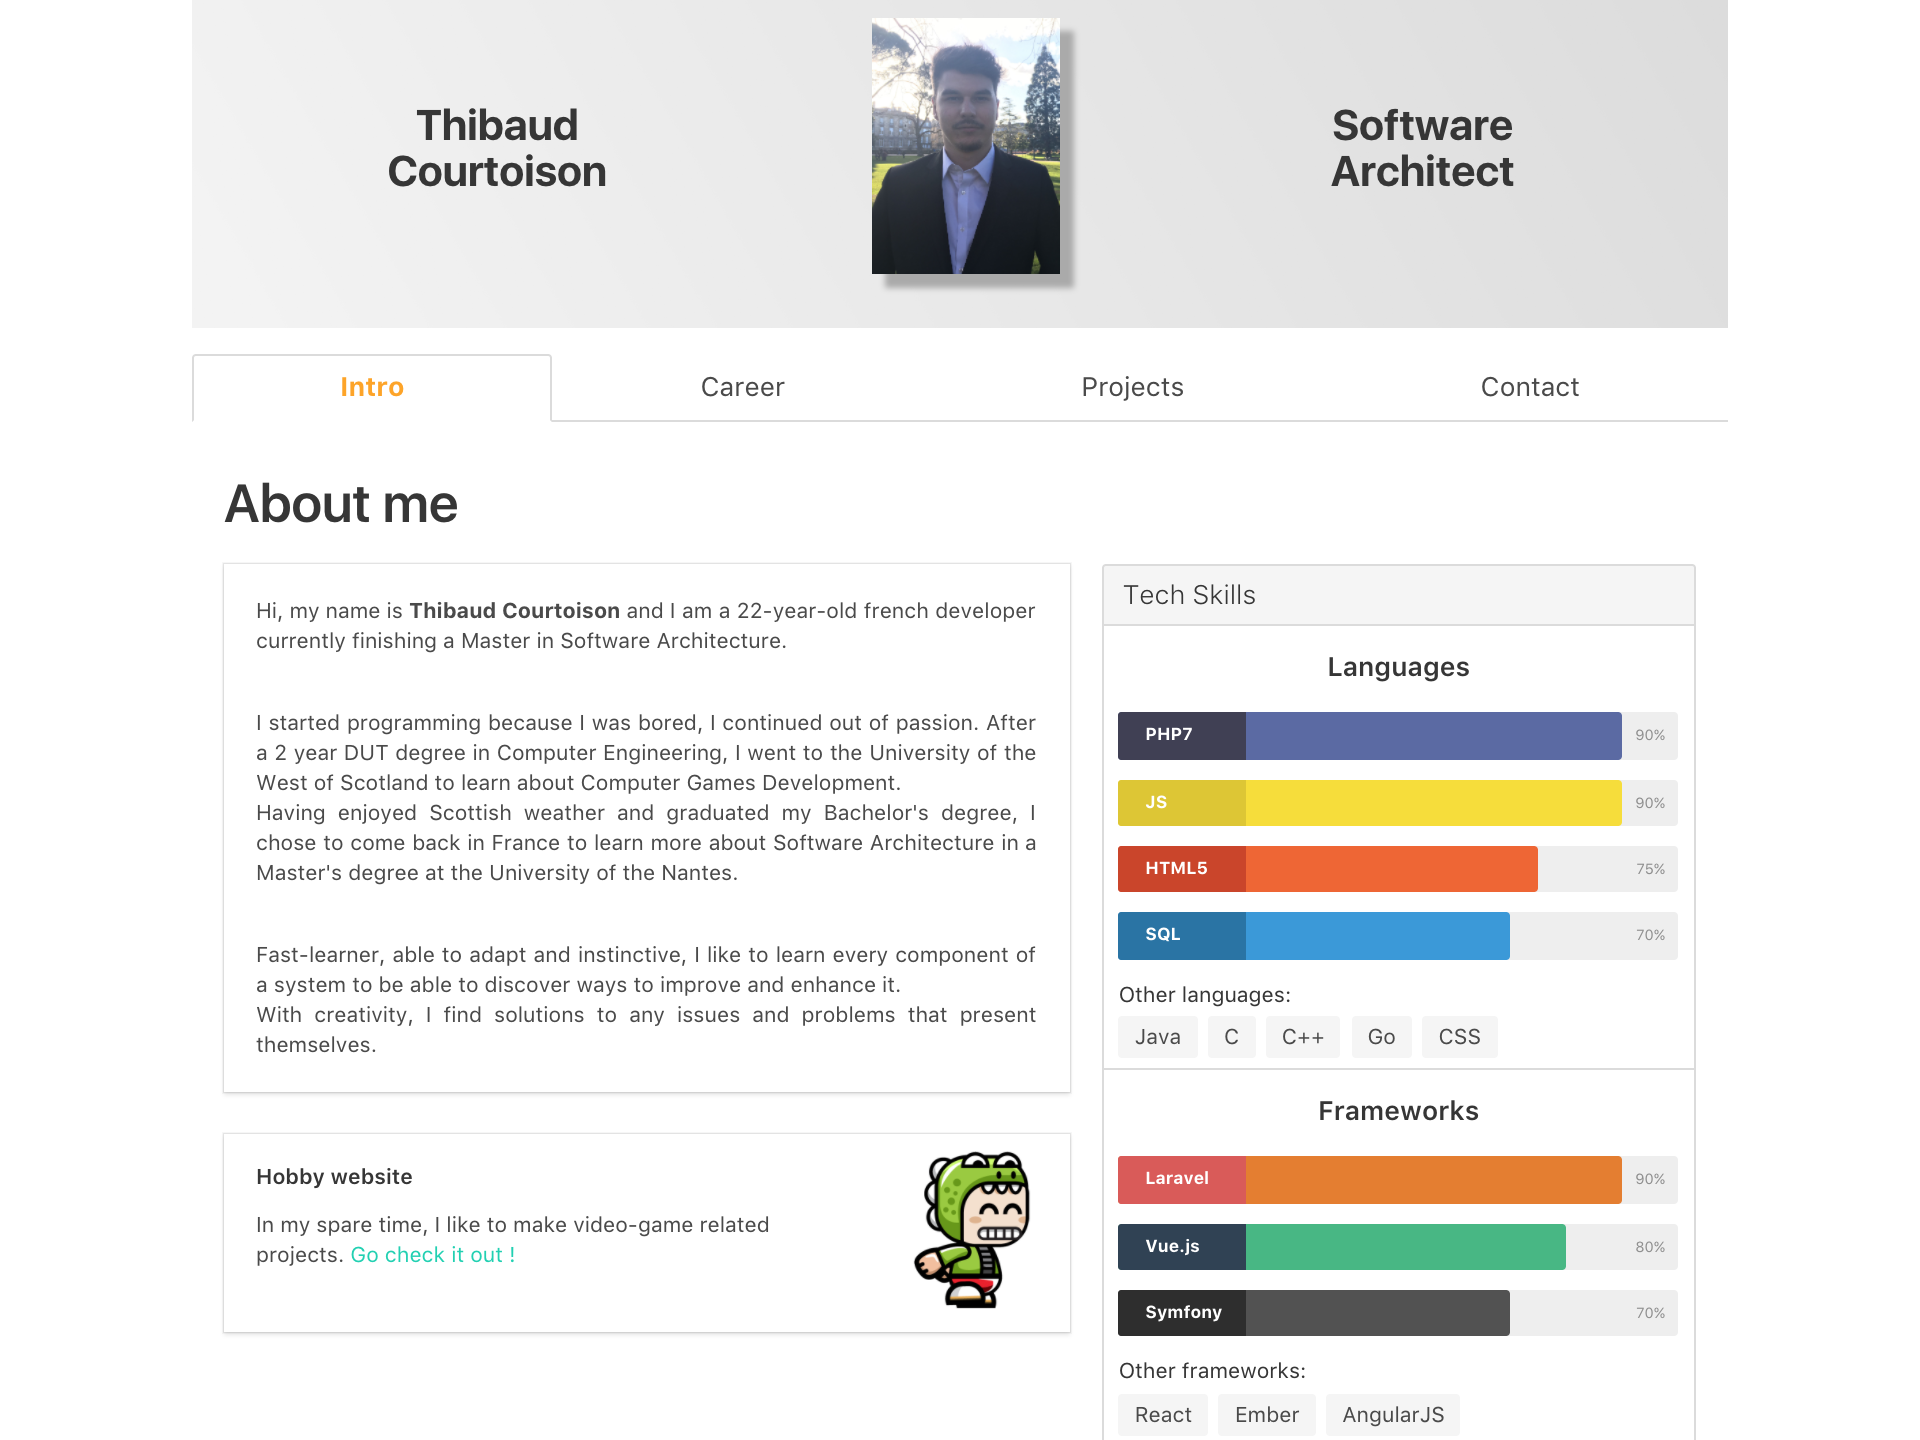 Thibaud
Courtoison
Software
Architect
Intro
Career
Projects
Contact
About me
Hi, my name is Thibaud Courtoison and I am a 22-year-old french developer
currently finishing a Master in Software Architecture.
I started programming because I was bored, I continued out of passion. After
a 2 year DUT degree in Computer Engineering, I went to the University of the
West of Scotland to learn about Computer Games Development.
Having enjoyed Scottish weather and graduated my Bachelor's degree, I
chose to come back in France to learn more about Software Architecture in a
Master's degree at the University of the Nantes.
Fast-learner, able to adapt and instinctive, I like to learn every component of
a system to be able to discover ways to improve and enhance it.
With creativity, I find solutions to any issues and problems that present
themselves.
Hobby website
In my spare time, I like to make video-game related
projects. Go check it out !
Tech Skills
Languages
PHP7 90%
JS 90%
HTML5 75%
SQL 70%
Other languages:
Java C C++ Go CSS
Frameworks
Laravel 90%
Vue.js 80%
Symfony 70%
Other frameworks:
React Ember AngularJS